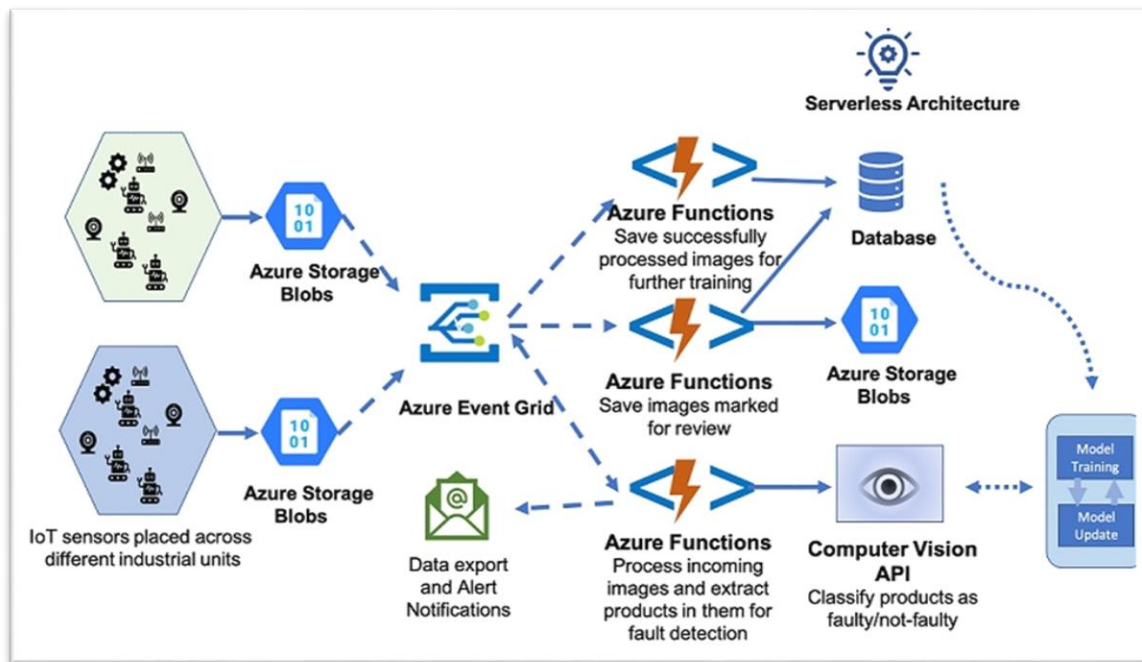 Serverless Architecture
10
01
Azure Storage
Blobs
Azure Functions
Save successfully
processed images for
further training
Database
Azure Event Grid
Azure Functions
Save images marked
for review
10
01
Azure Storage
Blobs
10
01
Azure Storage
Blobs
IoT sensors placed across
different industrial units
@
Data export
and Alert
Notifications
Azure Functions
Process incoming
images and extract
products in them for
fault detection
Computer Vision
API
Classify products as
faulty/not-faulty
Model
Training
Model
Update